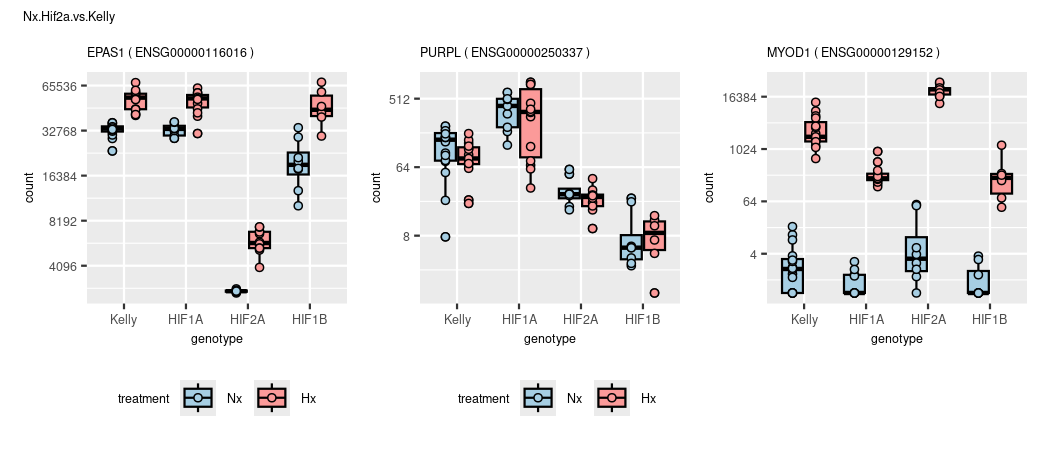 Nx.Hif2a.vs.Kelly
EPAS1 ( ENSG00000116016 )
65536
32768
16384
8192
4096
count
Kelly HIF1A HIF2A HIF1B
genotype
treatment Nx Hx
PURPL ( ENSG00000250337 )
512
64
8
count
Kelly HIF1A HIF2A HIF1B
genotype
treatment Nx Hx
MYOD1 ( ENSG00000129152 )
16384
1024
64
4
count
Kelly HIF1A HIF2A HIF1B
genotype